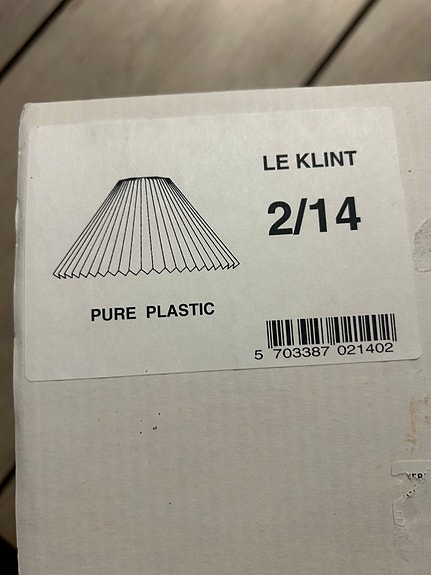 LE KLINT
2/14
PURE PLASTIC
5 703387 021402